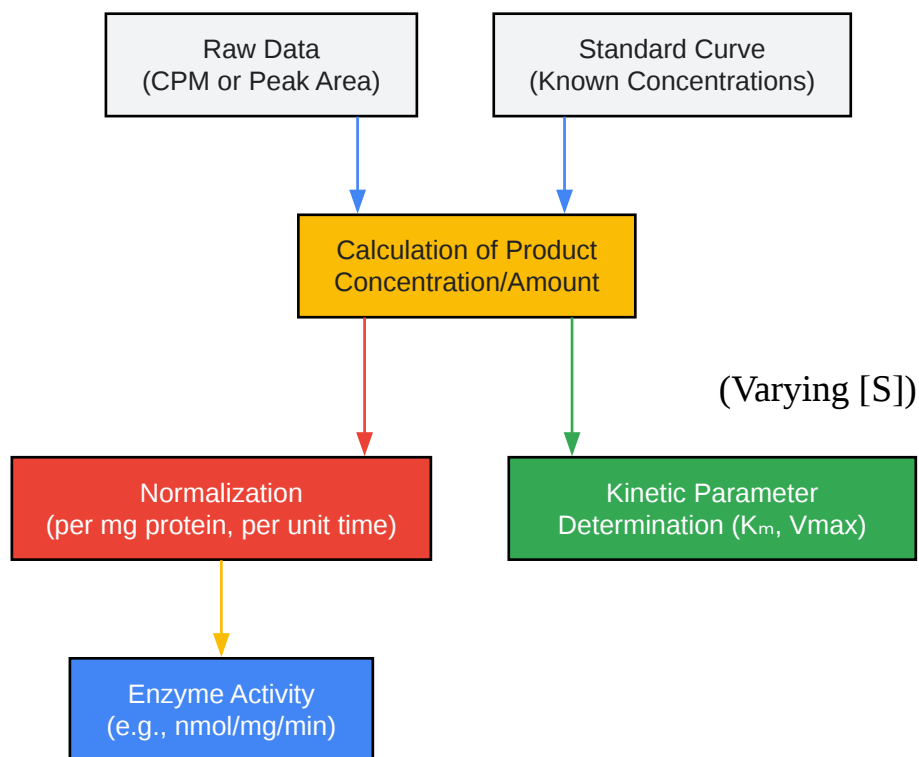 Raw Data
(CPM or Peak Area)
Standard Curve
(Known Concentrations)
Calculation of Product
Concentration/Amount
(Varying [S])
Normalization
(per mg protein, per unit time)
Kinetic Parameter
Determination (Kₘ, Vmax)
Enzyme Activity
(e.g., nmol/mg/min)